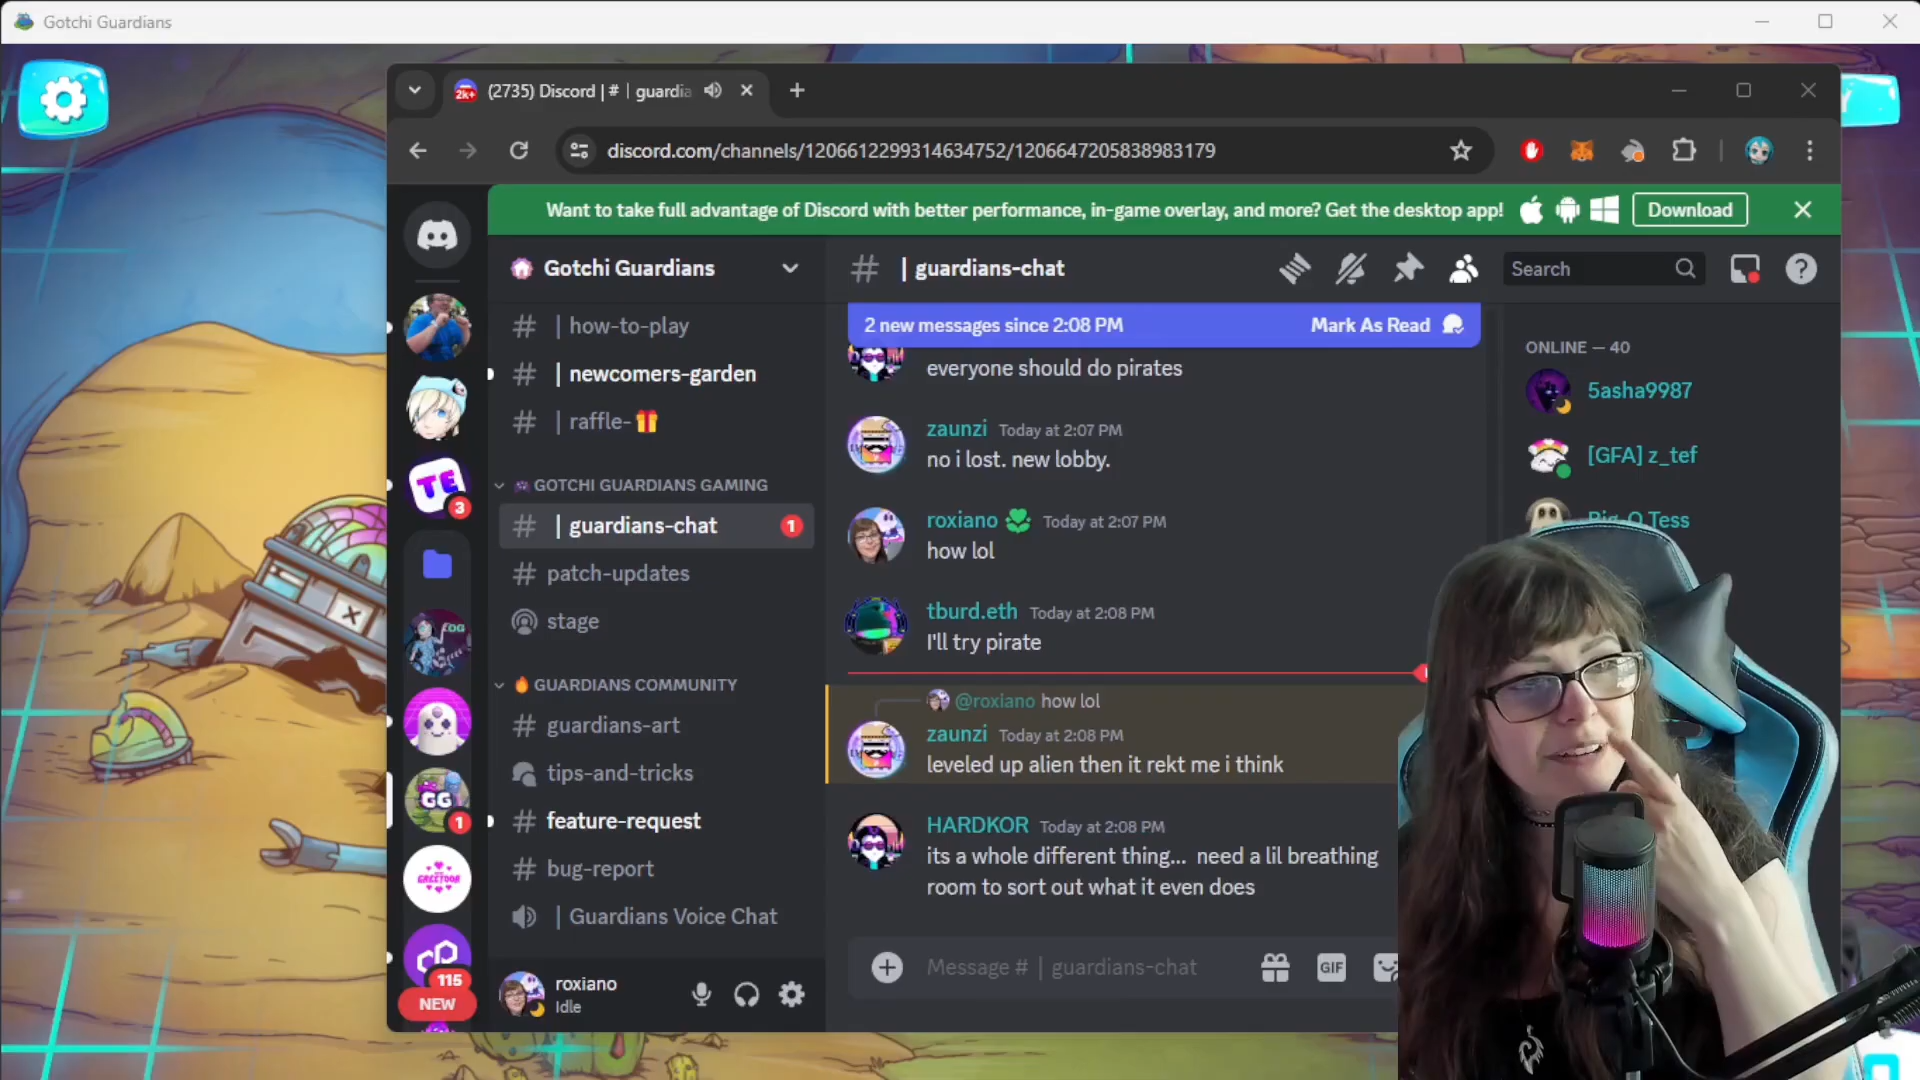 Gotchi Guardians
2k+
(2735) Discord | # | guardia
discord.com/channels/1206612299314634752/1206647205838983179
Want to take full advantage of Discord with better performance, in-game overlay, and more? Get the desktop app!
Download
Gotchi Guardians
| guardians-chat
Search
| how-to-play
| newcomers-garden
| raffle-🎁
GOTCHI GUARDIANS GAMING
| guardians-chat
1
patch-updates
stage
GUARDIANS COMMUNITY
guardians-art
tips-and-tricks
feature-request
bug-report
| Guardians Voice Chat
TE
3
GG
1
115
NEW
roxiano
Idle
2 new messages since 2:08 PM
Mark As Read
everyone should do pirates
zaunzi Today at 2:07 PM
no i lost. new lobby.
roxiano Today at 2:07 PM
how lol
tburd.eth Today at 2:08 PM
I'll try pirate
@roxiano how lol
zaunzi Today at 2:08 PM
leveled up alien then it rekt me i think
HARDKOR Today at 2:08 PM
its a whole different thing... need a lil breathing
room to sort out what it even does
Message # | guardians-chat
GIF
ONLINE — 40
5asha9987
[GFA] z_tef
Big_O_Tess